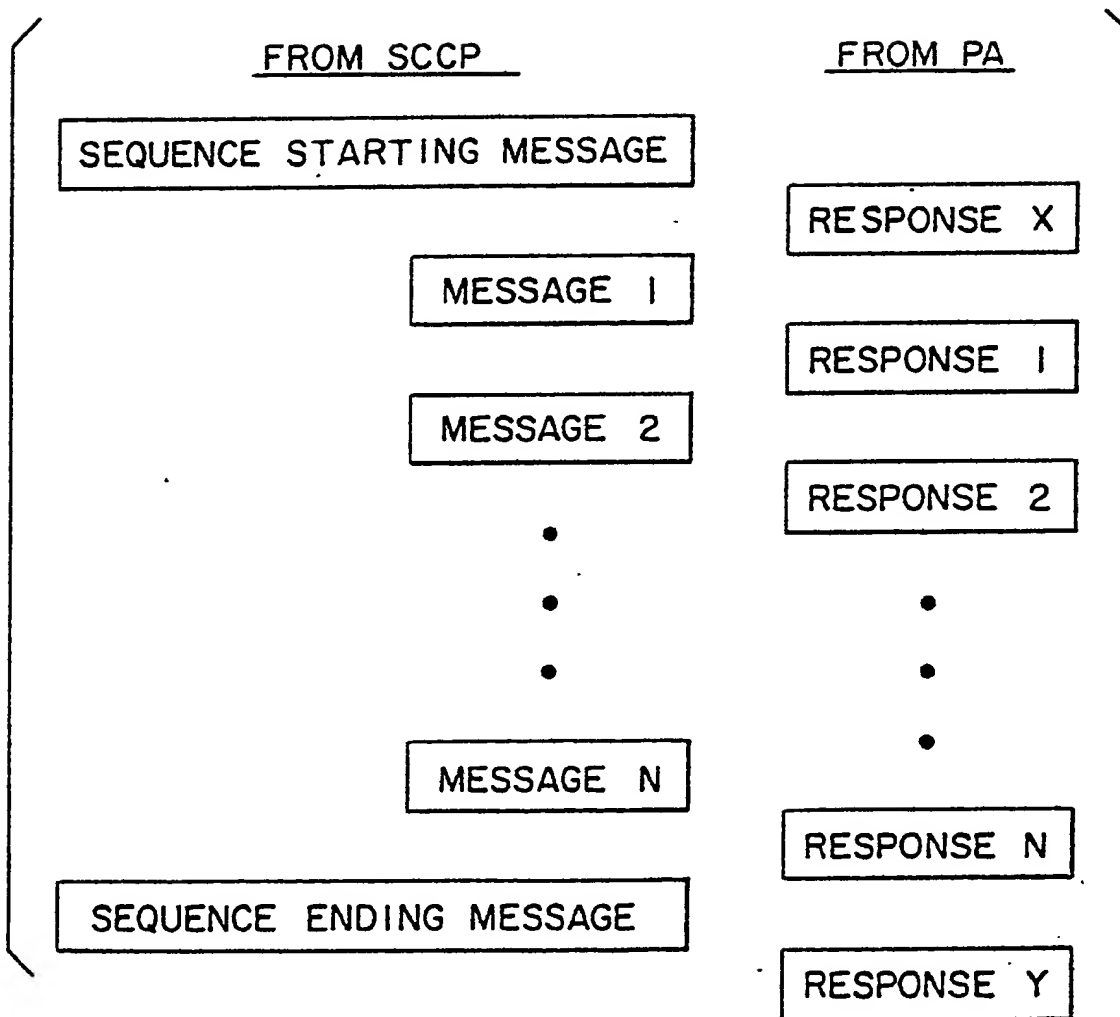 FROM SCCP
FROM PA
SEQUENCE STARTING MESSAGE
RESPONSE X
MESSAGE 1
RESPONSE 1
MESSAGE 2
RESPONSE 2
MESSAGE N
RESPONSE N
SEQUENCE ENDING MESSAGE
RESPONSE Y